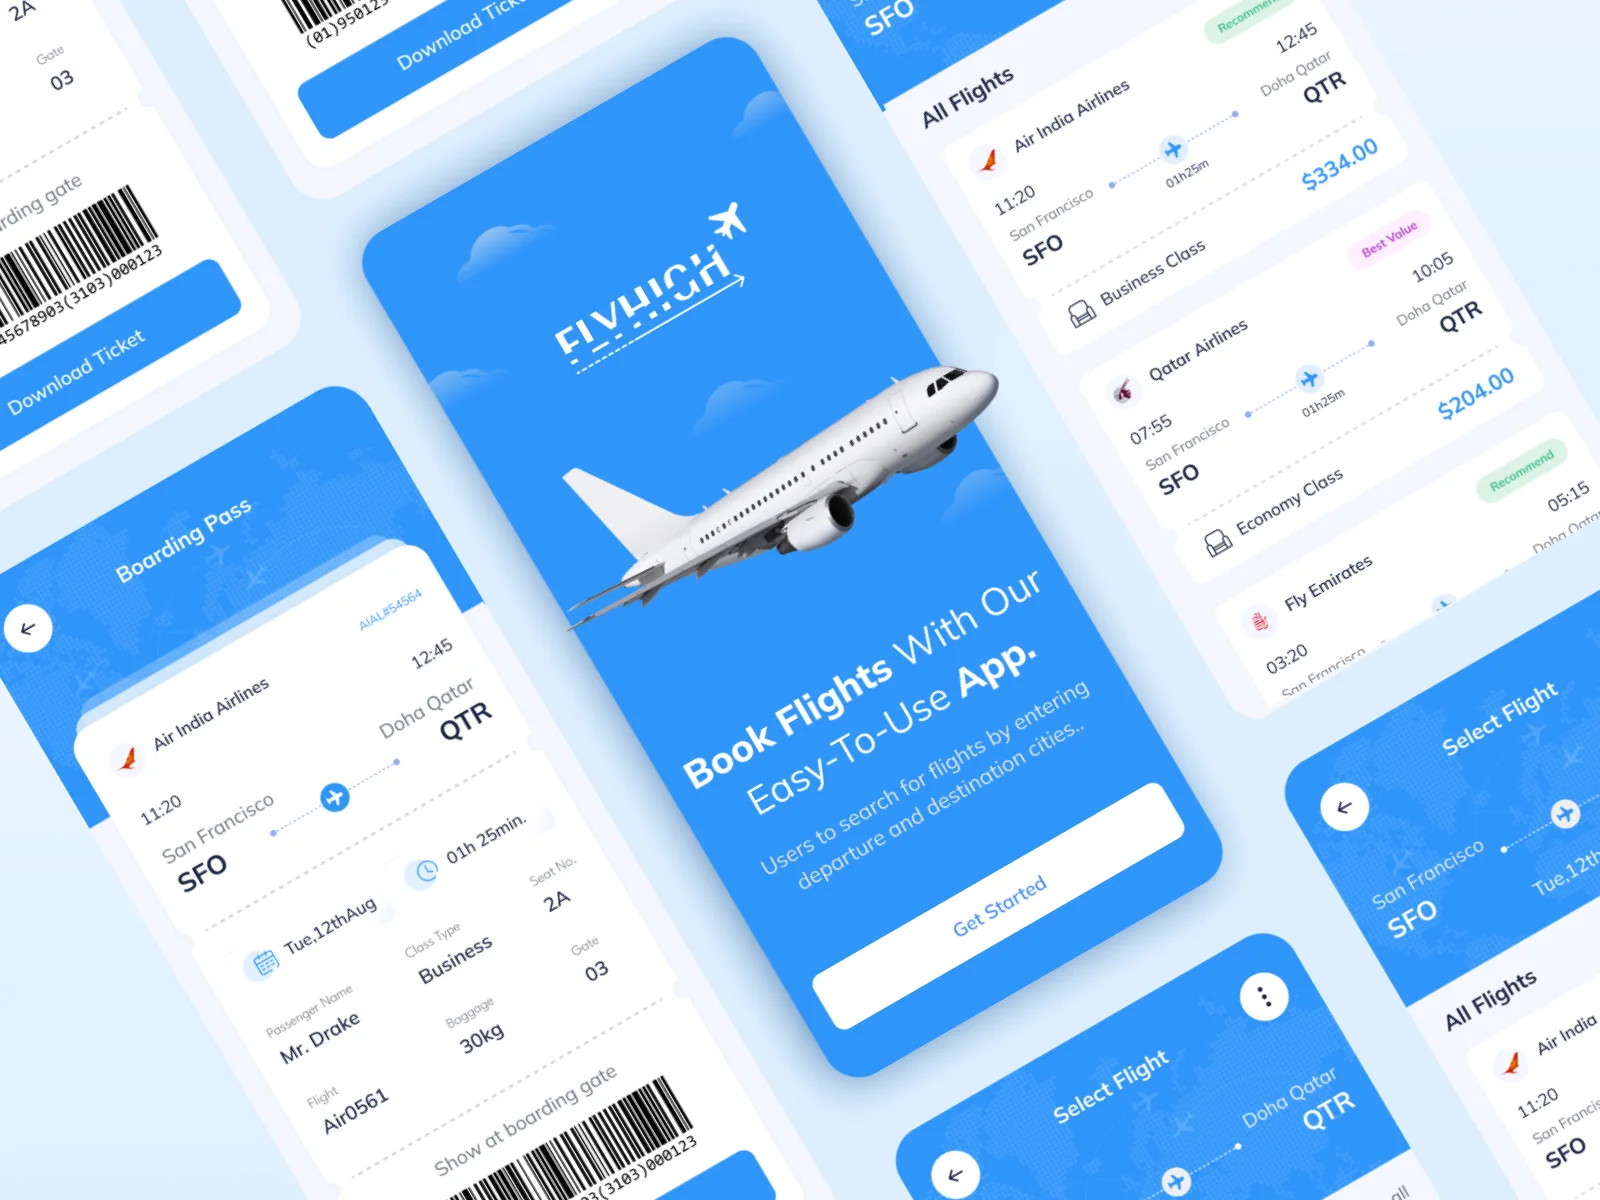 2A
Gate
03
rding gate
45678903(3103)000123
Download Ticket
(01)950123
Download Ticke
Boarding Pass
AIAL#54564
Air India Airlines
11:20
12:45
San Francisco
Doha Qatar
SFO
QTR
Tue,12thAug
01h 25min.
Passenger Name
Mr. Drake
Class Type
Business
Seat No.
2A
Flight
Air0561
Baggage
30kg
Gate
03
Show at boarding gate
3(3103)000123
FLYHIGH
Book Flights With Our
Easy-To-Use App.
Users to search for flights by entering
departure and destination cities..
Get Started
SFO
All Flights
Recommen
Air India Airlines
11:20
12:45
San Francisco
Doha Qatar
01h25m
SFO
QTR
Business Class
$334.00
Best Value
Qatar Airlines
07:55
10:05
San Francisco
Doha Qatar
01h25m
SFO
QTR
Economy Class
$204.00
Recommend
Fly Emirates
03:20
05:15
San Francisco
Doha Qatar
Select Flight
San Francisco
SFO
Tue,12th
All Flights
Air India
11:20
San Francisc
SFO
Select Flight
Doha Qatar
QTR
all